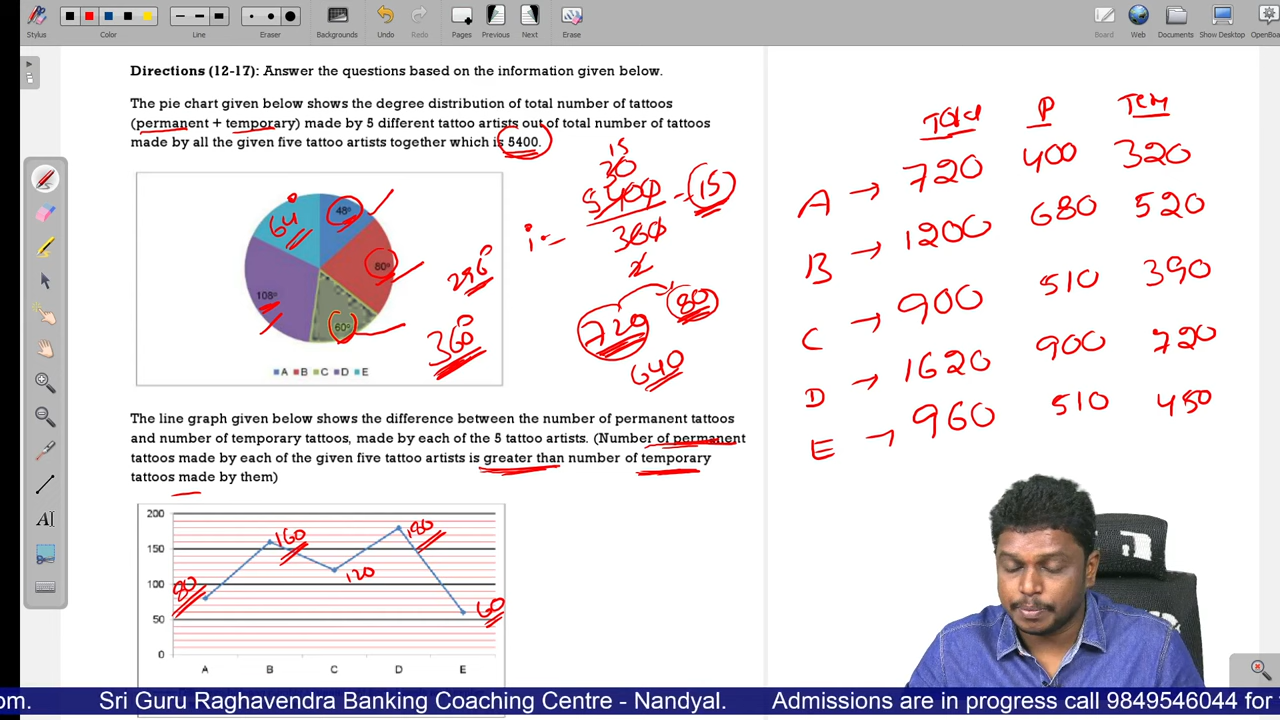 Stylus
Color
Line
Eraser
Backgrounds
Undo
Redo
Pages
Previous
Next
Erase
Board
Web
Documents
Show Desktop
OpenBoa
Directions (12-17): Answer the questions based on the information given below.
The pie chart given below shows the degree distribution of total number of tattoos
(permanent + temporary) made by 5 different tattoo artists out of total number of tattoos
made by all the given five tattoo artists together which is 5400.
48°
80°
60°
108°
64°
296°
360°
A B C D E
15
30
5400
360
1 =
= 15
2
720 80
640
The line graph given below shows the difference between the number of permanent tattoos
and number of temporary tattoos, made by each of the 5 tattoo artists. (Number of permanent
tattoos made by each of the given five tattoo artists is greater than number of temporary
tattoos made by them)
200
150
100
50
0
80
160
120
180
60
A B C D E
Total P Tem
A → 720 400 320
B → 1200 680 520
C → 900 510 390
D → 1620 900 720
E → 960 510 450
om. Sri Guru Raghavendra Banking Coaching Centre - Nandyal. Admissions are in progress call 9849546044 for